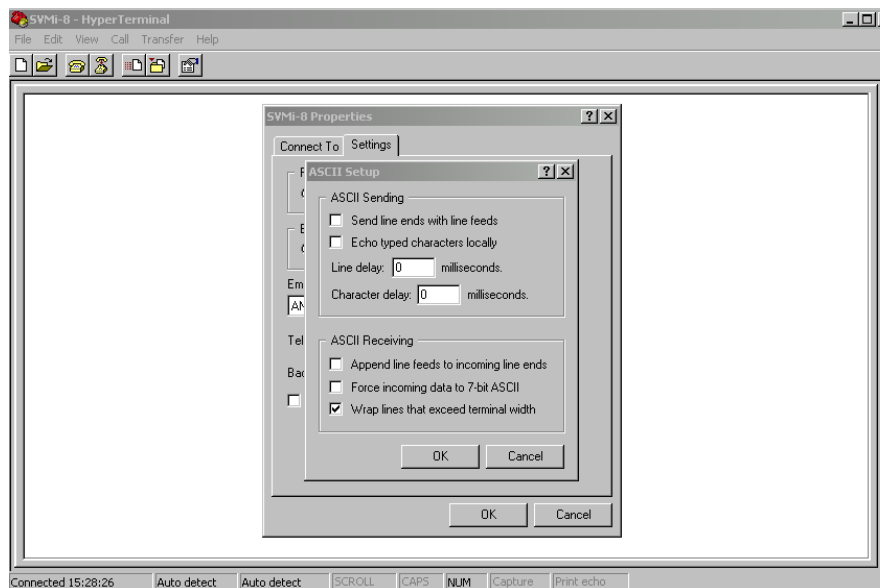 SVMi-8 - HyperTerminal
File Edit View Call Transfer Help
SVMi-8 Properties
Connect To Settings
ASCII Setup
ASCII Sending
Send line ends with line feeds
Echo typed characters locally
Line delay: 0 milliseconds.
Character delay: 0 milliseconds.
Em
AN
Tel
ASCII Receiving
Append line feeds to incoming line ends
Bac
Force incoming data to 7-bit ASCII
Wrap lines that exceed terminal width
OK Cancel
OK Cancel
Connected 15:28:26 Auto detect Auto detect SCROLL CAPS NUM Capture Print echo